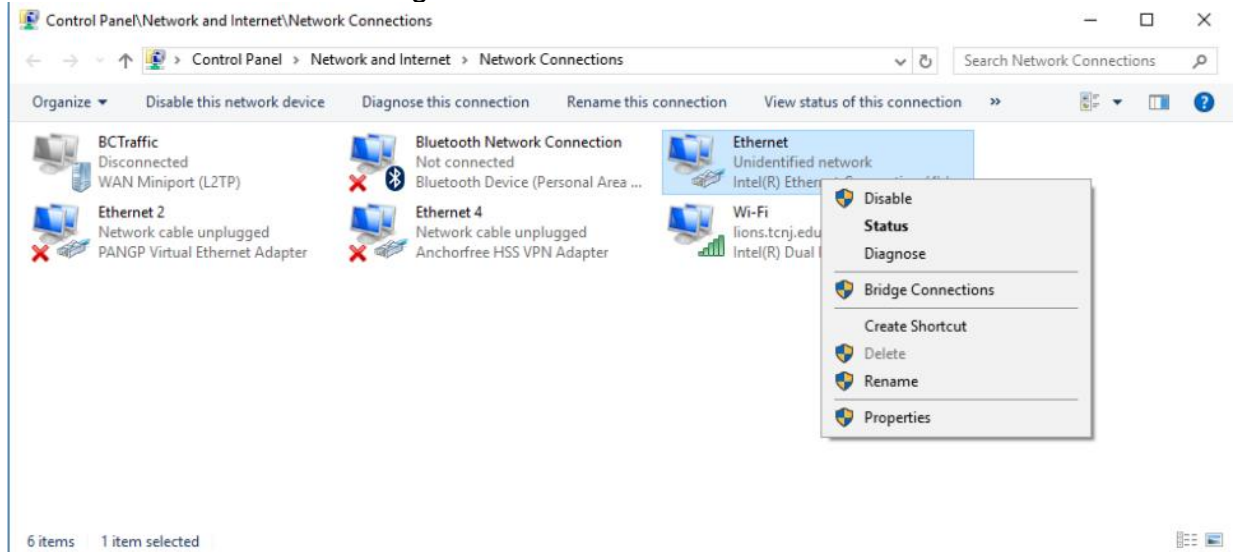 Control Panel\Network and Internet\Network Connections
Control Panel > Network and Internet > Network Connections
Search Network Connections
Organize Disable this network device Diagnose this connection Rename this connection View status of this connection »
BCTraffic
Disconnected
WAN Miniport (L2TP)
Bluetooth Network Connection
Not connected
Bluetooth Device (Personal Area ...
Ethernet
Unidentified network
Intel(R)
Ethernet 2
Network cable unplugged
PANGP Virtual Ethernet Adapter
Ethernet 4
Network cable unplugged
Anchorfree HSS VPN Adapter
Wi-Fi
lions.tcnj.edu
Intel(R) Dual
Disable
Status
Diagnose
Bridge Connections
Create Shortcut
Delete
Rename
Properties
6 items 1 item selected